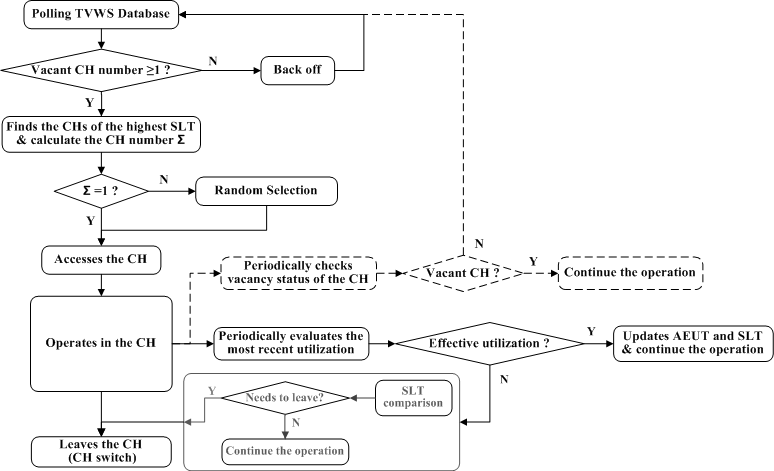 Polling TVWS Database
Vacant CH number ≥1 ?
N
Back off
Y
Finds the CHs of the highest SLT
& calculate the CH number Σ
Σ =1 ?
N
Random Selection
Y
Accesses the CH
Periodically checks
vacancy status of the CH
Vacant CH ?
N
Y
Continue the operation
Operates in the CH
Periodically evaluates the
most recent utilization
Effective utilization ?
Y
Updates AEUT and SLT
& continue the operation
N
Y
Needs to leave?
SLT
comparison
N
Continue the operation
Leaves the CH
(CH switch)